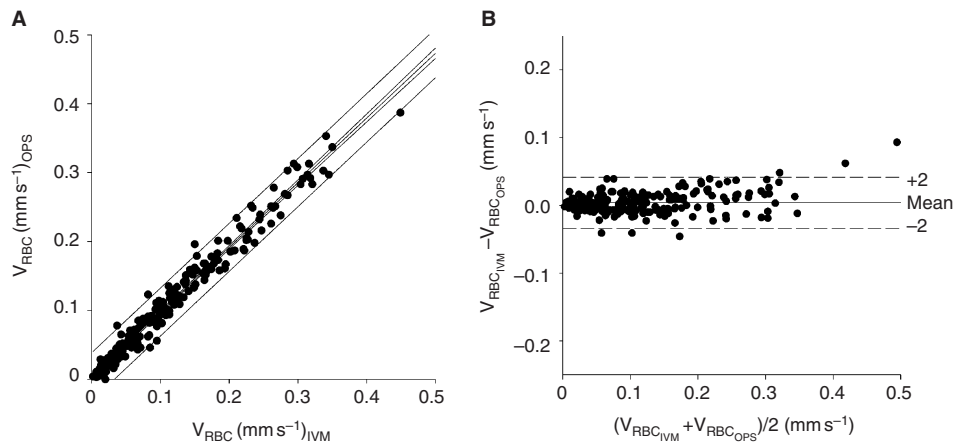 A
0.5
0.4
0.3
0.2
0.1
0
V_RBC (mm s⁻¹)_OPS
0 0.1 0.2 0.3 0.4 0.5
V_RBC (mm s⁻¹)_IVM
B
0.2
0.1
0.0
−0.1
−0.2
V_RBC_IVM −V_RBC_OPS (mm s⁻¹)
+2
Mean
−2
0 0.1 0.2 0.3 0.4 0.5
(V_RBC_IVM +V_RBC_OPS)/2 (mm s⁻¹)